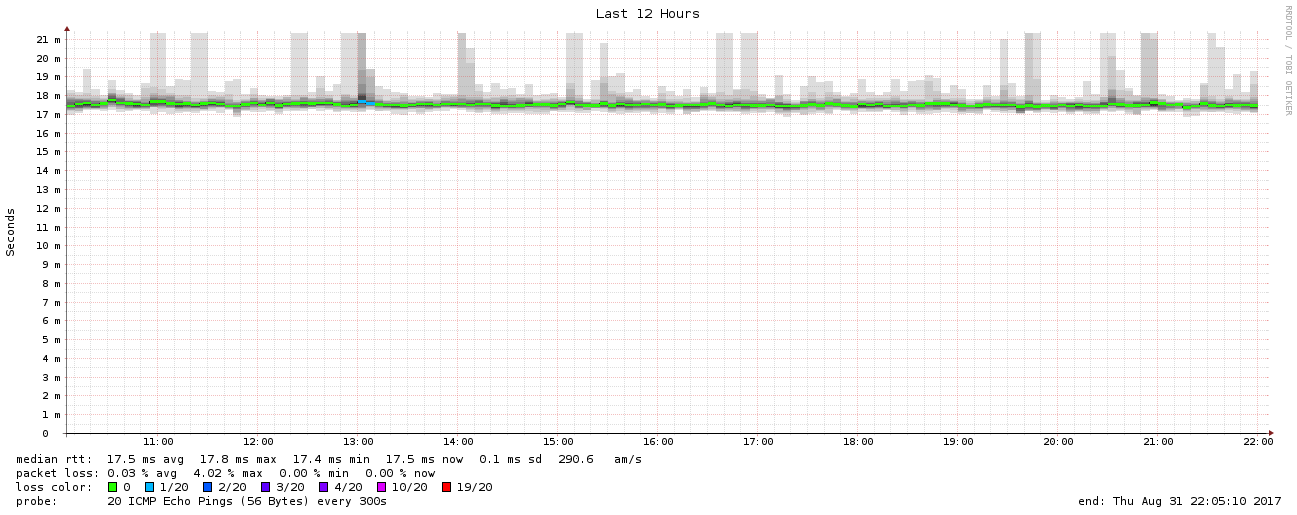 Last 12 Hours
RRDTOOL / TOBI OETIKER
Seconds
21 m
20 m
19 m
18 m
17 m
16 m
15 m
14 m
13 m
12 m
11 m
10 m
9 m
8 m
7 m
6 m
5 m
4 m
3 m
2 m
1 m
0
11:00 12:00 13:00 14:00 15:00 16:00 17:00 18:00 19:00 20:00 21:00 22:00
median rtt: 17.5 ms avg 17.8 ms max 17.4 ms min 17.5 ms now 0.1 ms sd 290.6 am/s
packet loss: 0.03 % avg 4.02 % max 0.00 % min 0.00 % now
loss color: 0 1/20 2/20 3/20 4/20 10/20 19/20
probe: 20 ICMP Echo Pings (56 Bytes) every 300s end: Thu Aug 31 22:05:10 2017